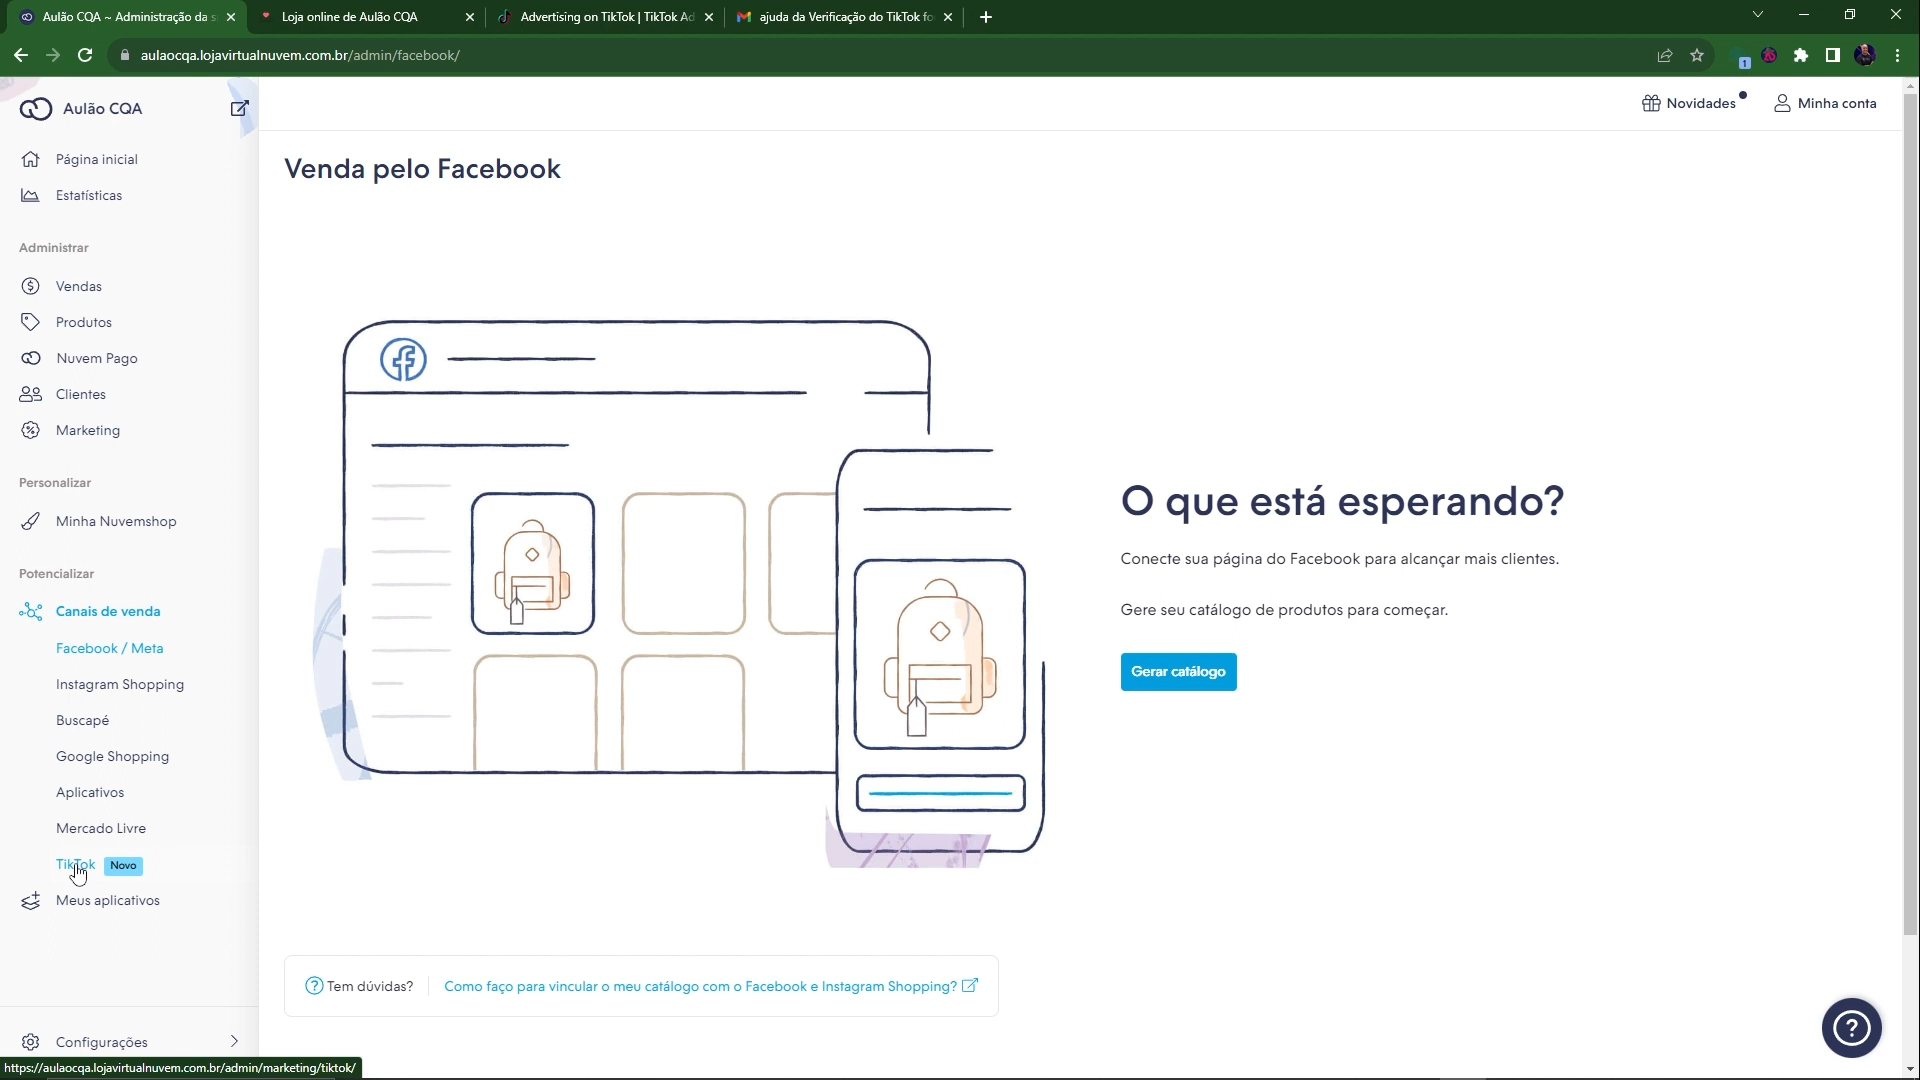 Aulão CQA ~ Administração da s
Loja online de Aulão CQA
Advertising on TikTok | TikTok Ad
ajuda da Verificação do TikTok fo
aulaocqa.lojavirtualnuvem.com.br/admin/facebook/
1
Aulão CQA
Novidades
Minha conta
Página inicial
Estatísticas
Administrar
Vendas
Produtos
Nuvem Pago
Clientes
Marketing
Personalizar
Minha Nuvemshop
Potencializar
Canais de venda
Facebook / Meta
Instagram Shopping
Buscapé
Google Shopping
Aplicativos
Mercado Livre
TikTok Novo
Meus aplicativos
Configurações
Venda pelo Facebook
O que está esperando?
Conecte sua página do Facebook para alcançar mais clientes.
Gere seu catálogo de produtos para começar.
Gerar catálogo
Tem dúvidas? Como faço para vincular o meu catálogo com o Facebook e Instagram Shopping?
https://aulaocqa.lojavirtualnuvem.com.br/admin/marketing/tiktok/